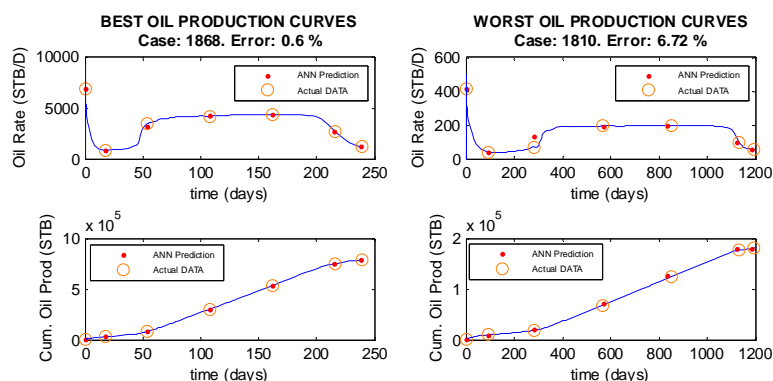 BEST OIL PRODUCTION CURVES
Case: 1868. Error: 0.6 %
Oil Rate (STB/D)
10000
5000
0
ANN Prediction
Actual DATA
0 50 100 150 200 250
time (days)
WORST OIL PRODUCTION CURVES
Case: 1810. Error: 6.72 %
Oil Rate (STB/D)
600
400
200
0
ANN Prediction
Actual DATA
0 200 400 600 800 1000 1200
time (days)
x 10^5
Cum. Oil Prod (STB)
10
5
0
ANN Prediction
Actual DATA
0 50 100 150 200 250
time (days)
x 10^5
Cum. Oil Prod (STB)
2
1
0
ANN Prediction
Actual DATA
0 200 400 600 800 1000 1200
time (days)